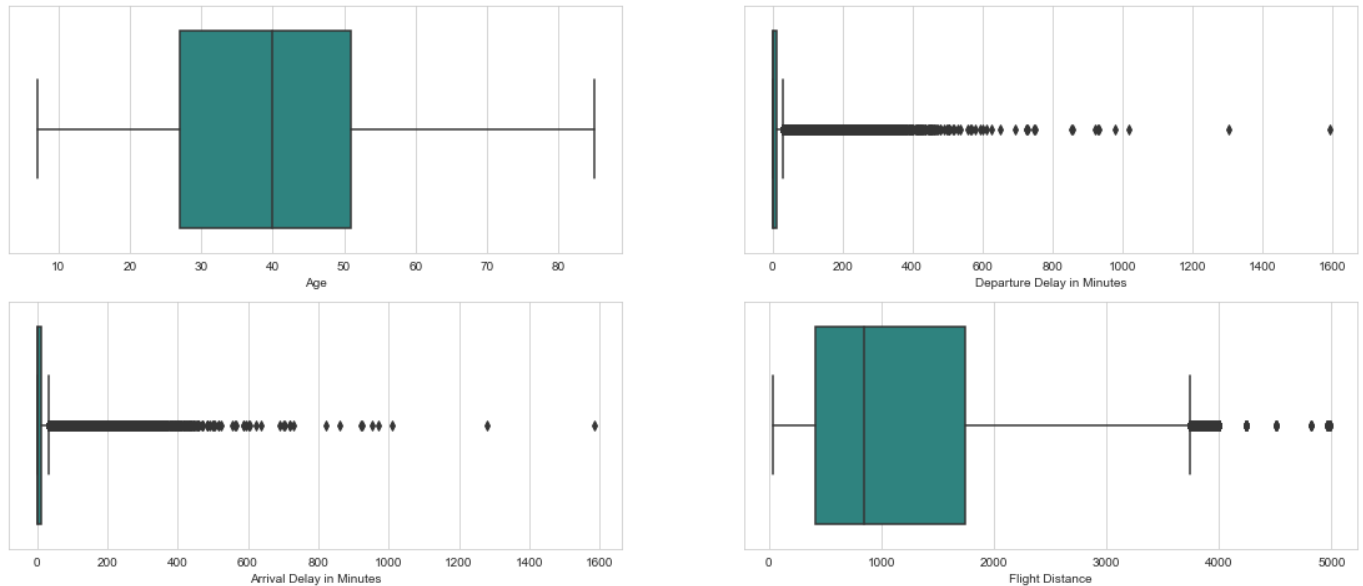 10 20 30 40 50 60 70 80
Age
0 200 400 600 800 1000 1200 1400 1600
Departure Delay in Minutes
0 200 400 600 800 1000 1200 1400 1600
Arrival Delay in Minutes
0 1000 2000 3000 4000 5000
Flight Distance